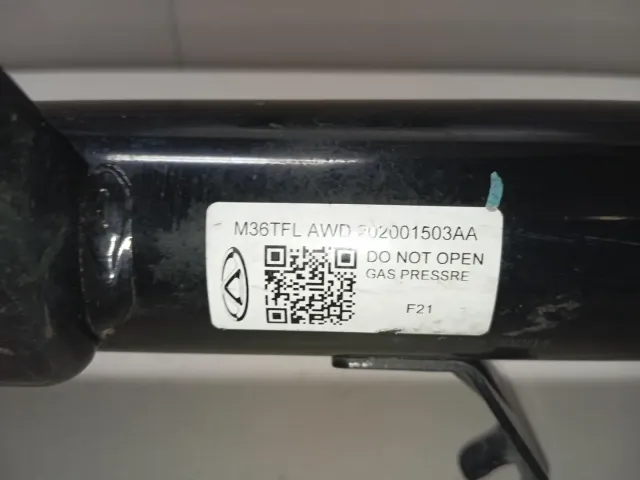 M36TFL AWD 202001503AA
DO NOT OPEN
GAS PRESSRE
F21